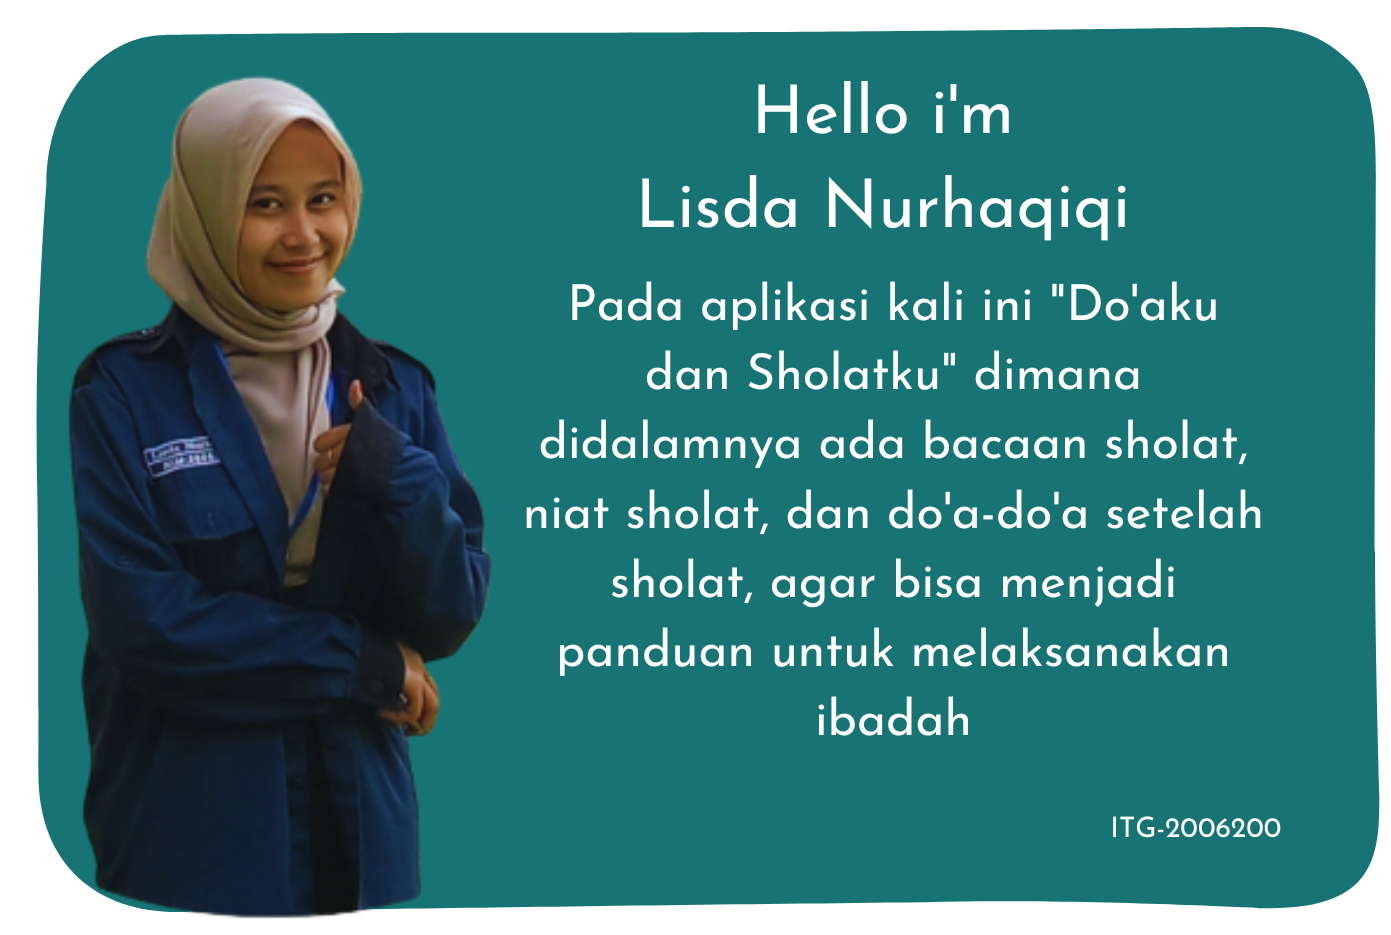 Hello i'm
Lisda Nurhaqiqi
Pada aplikasi kali ini "Do'aku
dan Sholatku" dimana
didalamnya ada bacaan sholat,
niat sholat, dan do'a-do'a setelah
sholat, agar bisa menjadi
panduan untuk melaksanakan
ibadah
ITG-2006200